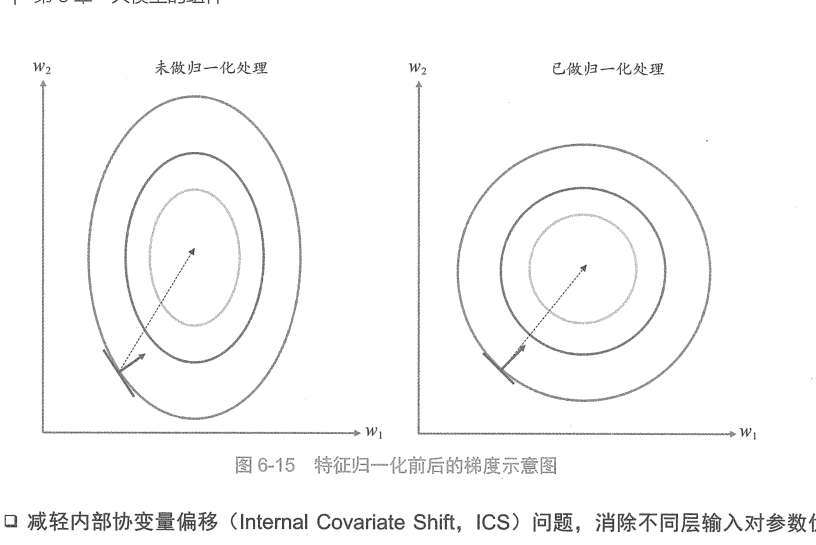 w₂ 未做归一化处理
w₁
w₂ 已做归一化处理
w₁
图 6-15 特征归一化前后的梯度示意图
减轻内部协变量偏移（Internal Covariate Shift，ICS）问题，消除不同层输入对参数